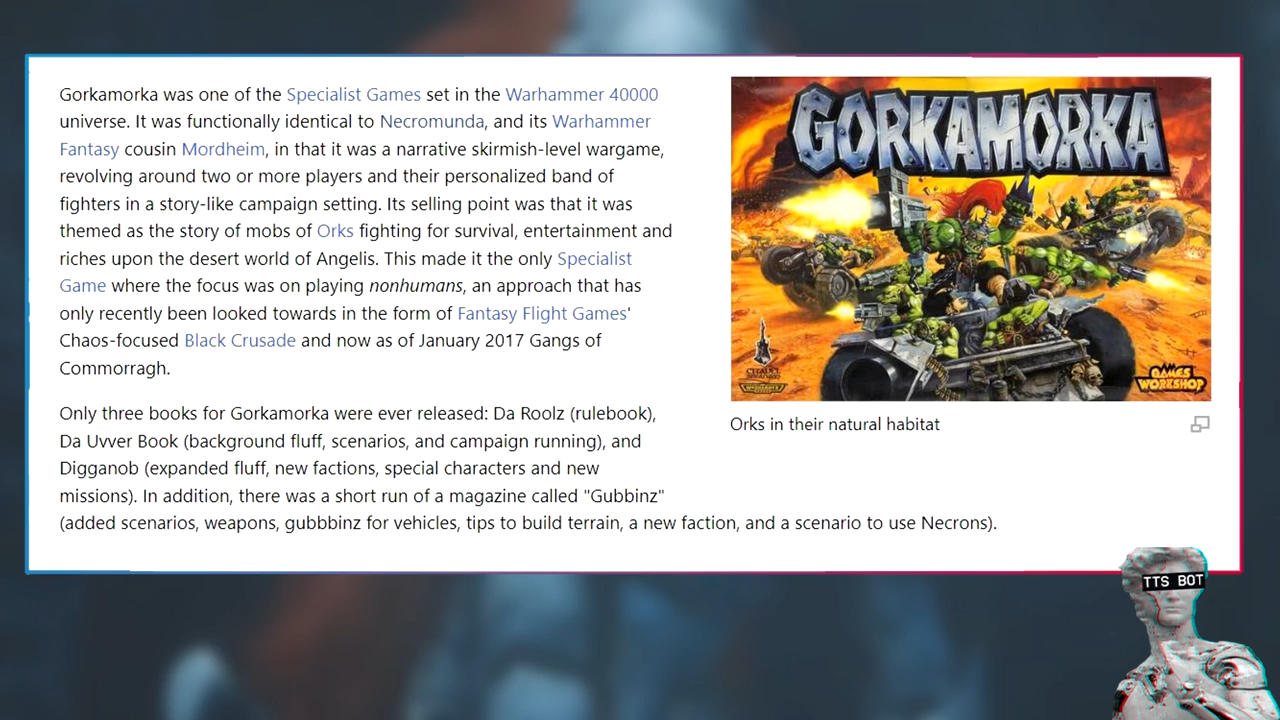 Gorkamorka was one of the Specialist Games set in the Warhammer 40000
universe. It was functionally identical to Necromunda, and its Warhammer
Fantasy cousin Mordheim, in that it was a narrative skirmish-level wargame,
revolving around two or more players and their personalized band of
fighters in a story-like campaign setting. Its selling point was that it was
themed as the story of mobs of Orks fighting for survival, entertainment and
riches upon the desert world of Angelis. This made it the only Specialist
Game where the focus was on playing nonhumans, an approach that has
only recently been looked towards in the form of Fantasy Flight Games'
Chaos-focused Black Crusade and now as of January 2017 Gangs of
Commorragh.
Only three books for Gorkamorka were ever released: Da Roolz (rulebook),
Da Uvver Book (background fluff, scenarios, and campaign running), and
Digganob (expanded fluff, new factions, special characters and new
missions). In addition, there was a short run of a magazine called "Gubbinz"
(added scenarios, weapons, gubbbinz for vehicles, tips to build terrain, a new faction, and a scenario to use Necrons).
GORKAMORKA
CITADEL
GAMES
WORKSHOP
Orks in their natural habitat
TTS BOT